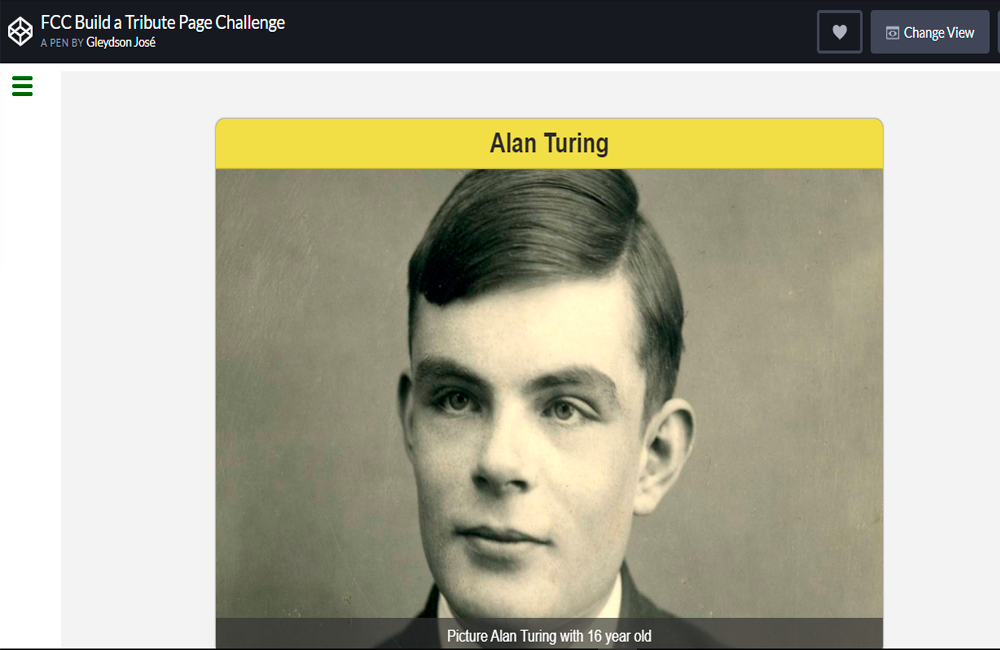 FCC Build a Tribute Page Challenge
A PEN BY Gleydson José
Change View
Alan Turing
Picture Alan Turing with 16 year old